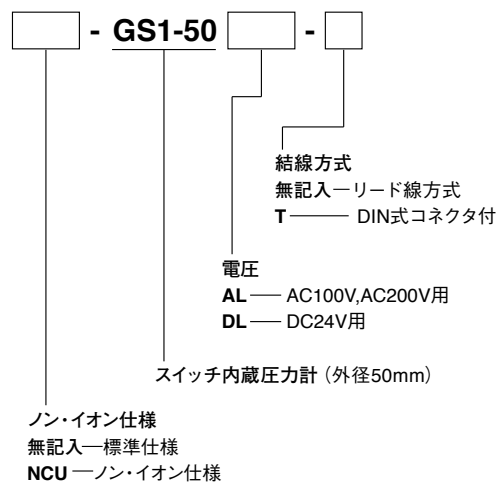 - GS1-50 -
結線方式
無記入―リード線方式
T ― DIN式コネクタ付
電圧
AL ― AC100V,AC200V用
DL ― DC24V用
スイッチ内蔵圧力計（外径50mm）
ノン・イオン仕様
無記入―標準仕様
NCU ―ノン・イオン仕様